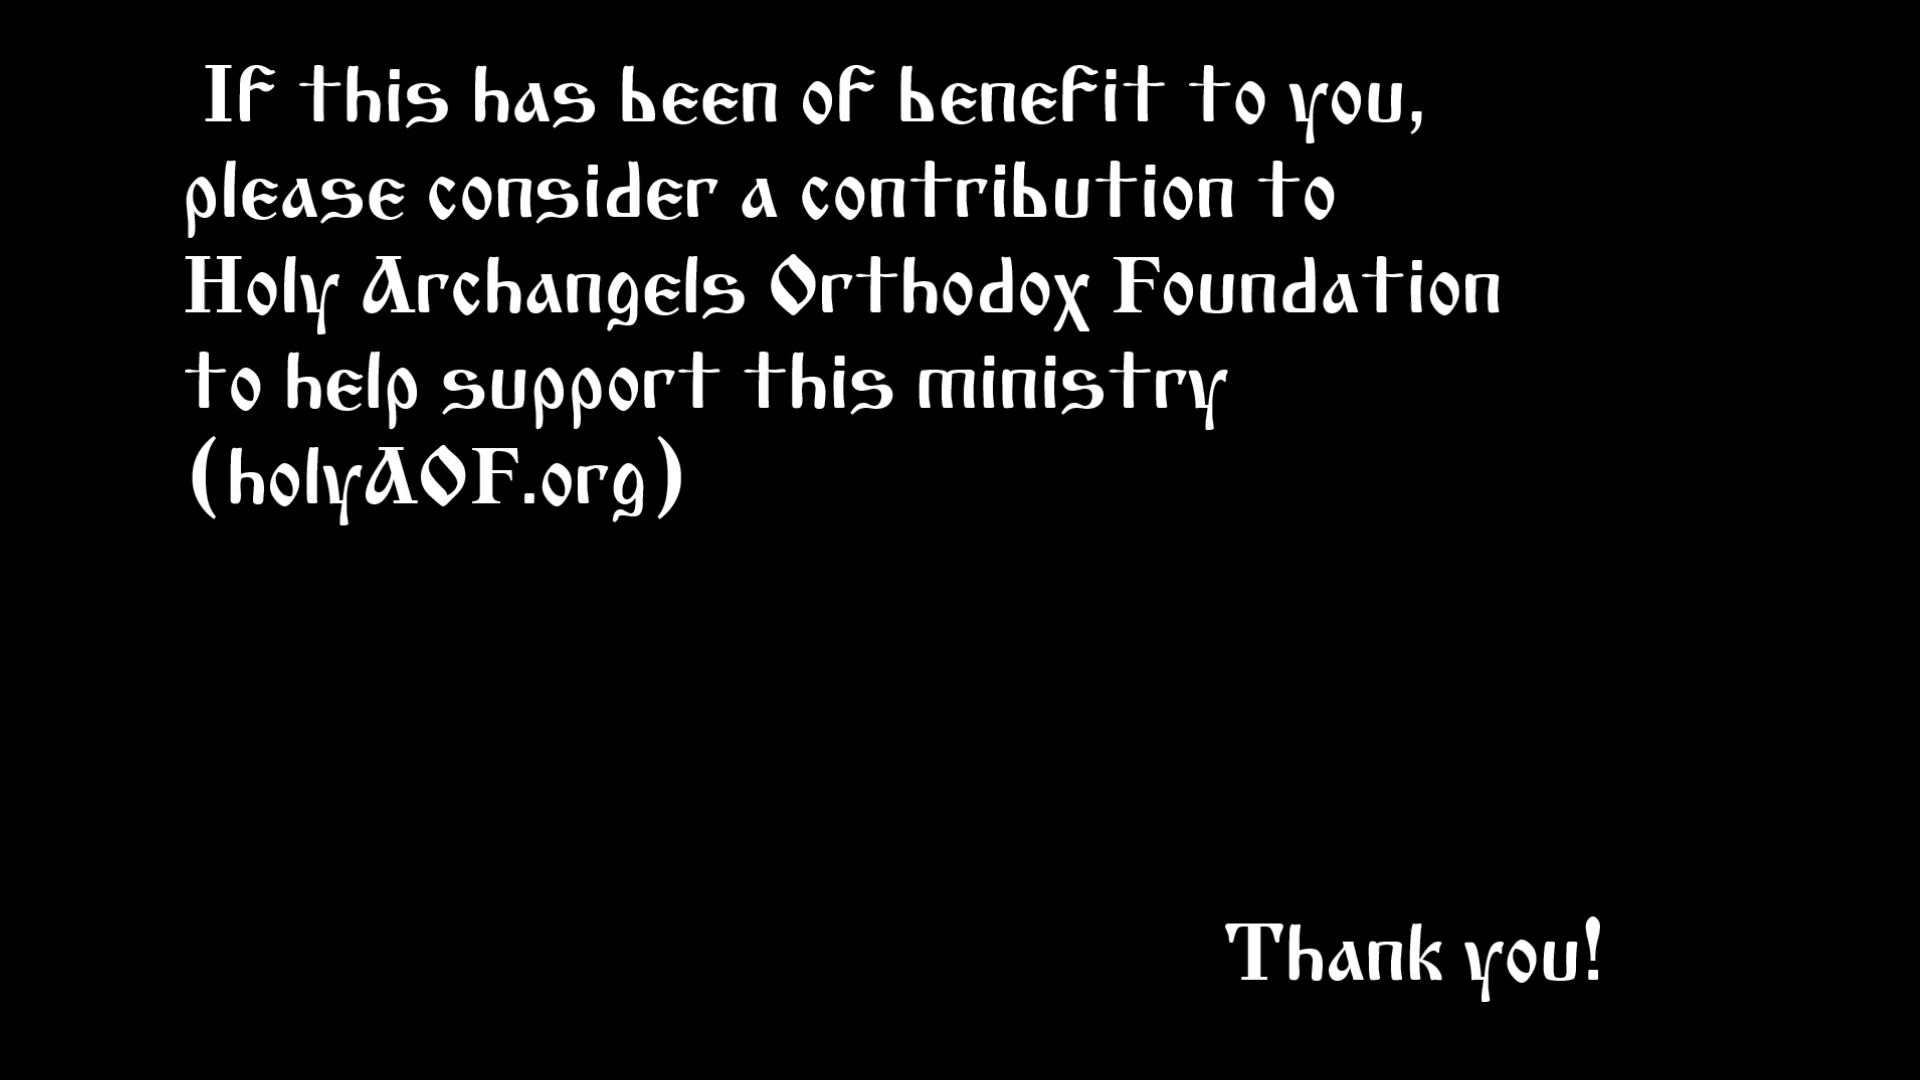 If this has been of benefit to you,
please consider a contribution to
Holy Archangels Orthodox Foundation
to help support this ministry
(holyAOF.org)
Thank you!